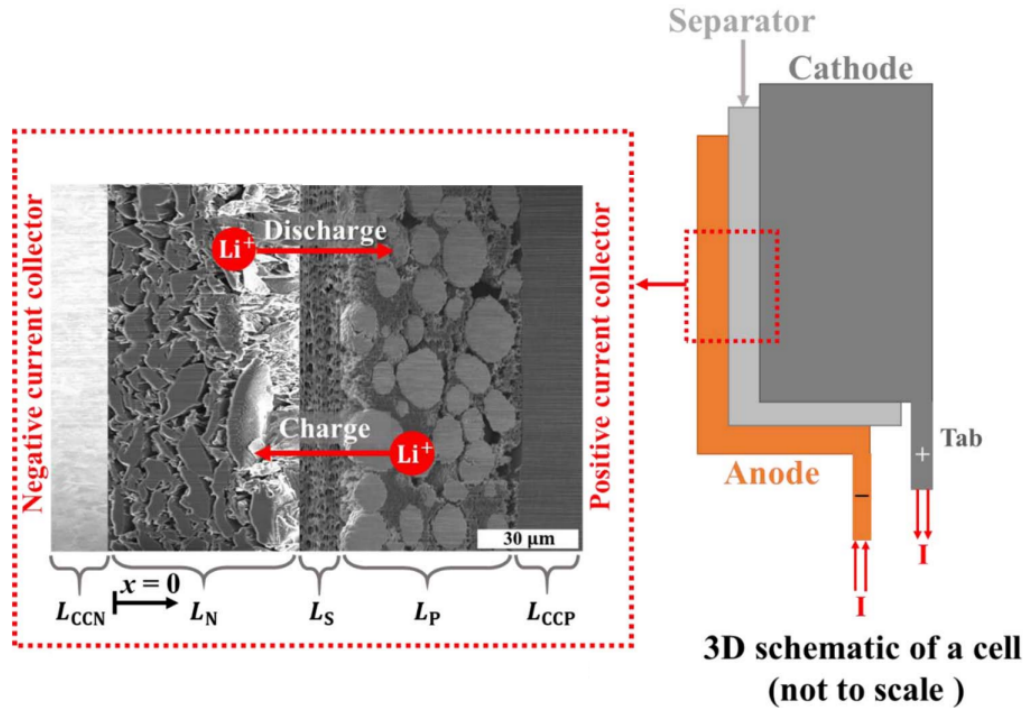 Separator
Cathode
Negative current collector
Li⁺
Discharge
Charge
Li⁺
30 µm
Positive current collector
Tab
+
Anode
−
I
I
x = 0
L_CCN
L_N
L_S
L_P
L_CCP
3D schematic of a cell
(not to scale )